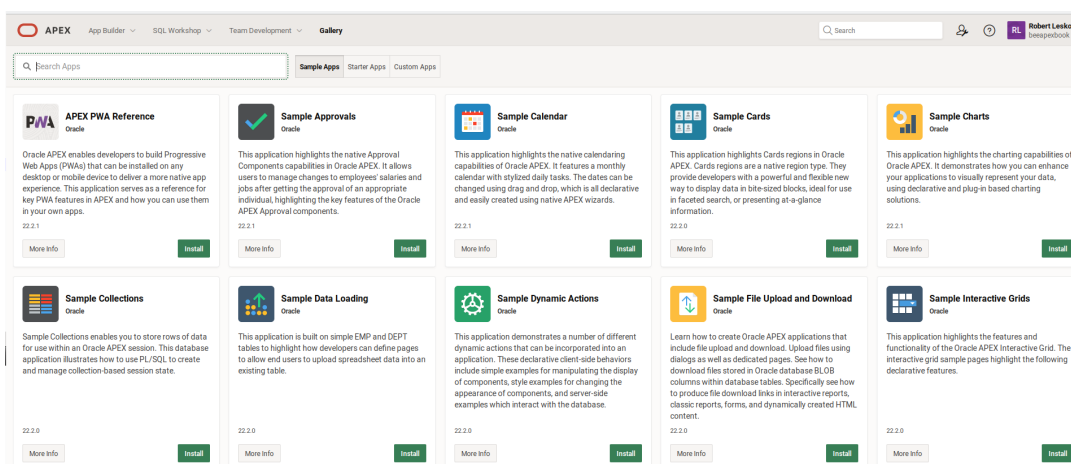 APEX App Builder SQL Workshop Team Development Gallery Search RL Robert Lesko
beeapexbook
Search Apps Sample Apps Starter Apps Custom Apps
PWA APEX PWA Reference
Oracle
Oracle APEX enables developers to build Progressive
Web Apps (PWAs) that can be installed on any
desktop or mobile device to deliver a more native app
experience. This application serves as a reference for
key PWA features in APEX and how you can use them
in your own apps.
22.2.1
More Info Install
Sample Approvals
Oracle
This application highlights the native Approval
Components capabilities in Oracle APEX. It allows
users to manage changes to employees' salaries and
jobs after getting the approval of an appropriate
individual, highlighting the key features of the Oracle
APEX Approval components.
22.2.1
More Info Install
Sample Calendar
Oracle
This application highlights the native calendaring
capabilities of Oracle APEX. It features a monthly
calendar with stylized daily tasks. The dates can be
changed using drag and drop, which is all declarative
and easily created using native APEX wizards.
22.2.1
More Info Install
Sample Cards
Oracle
This application highlights Cards regions in Oracle
APEX. Cards regions are a native region type. They
provide developers with a powerful and flexible new
way to display data in bite-sized blocks, ideal for use
in faceted search, or presenting at-a-glance
information.
22.2.0
More Info Install
Sample Charts
Oracle
This application highlights the charting capabilities of
Oracle APEX. It demonstrates how you can enhance
your applications to visually represent your data,
using declarative and plug-in based charting
solutions.
22.2.1
More Info Install
Sample Collections
Oracle
Sample Collections enables you to store rows of data
for use within an Oracle APEX session. This database
application illustrates how to use PL/SQL to create
and manage collection-based session state.
22.2.0
More Info Install
Sample Data Loading
Oracle
This application is built on simple EMP and DEPT
tables to highlight how developers can define pages
to allow end users to upload spreadsheet data into an
existing table.
22.2.0
More Info Install
Sample Dynamic Actions
Oracle
This application demonstrates a number of different
dynamic actions that can be incorporated into an
application. These declarative client-side behaviors
include simple examples for manipulating the display
of components, style examples for changing the
appearance of components, and server-side
examples which interact with the database.
22.2.0
More Info Install
Sample File Upload and Download
Oracle
Learn how to create Oracle APEX applications that
include file upload and download. Upload files using
dialogs as well as dedicated pages. See how to
download files stored in Oracle database BLOB
columns within database tables. Specifically see how
to produce file download links in interactive reports,
classic reports, forms, and dynamically created HTML
content.
22.2.0
More Info Install
Sample Interactive Grids
Oracle
This application highlights the features and
functionality of the Oracle APEX Interactive Grid. The
interactive grid sample pages highlight the following
declarative features.
22.2.0
More Info Install